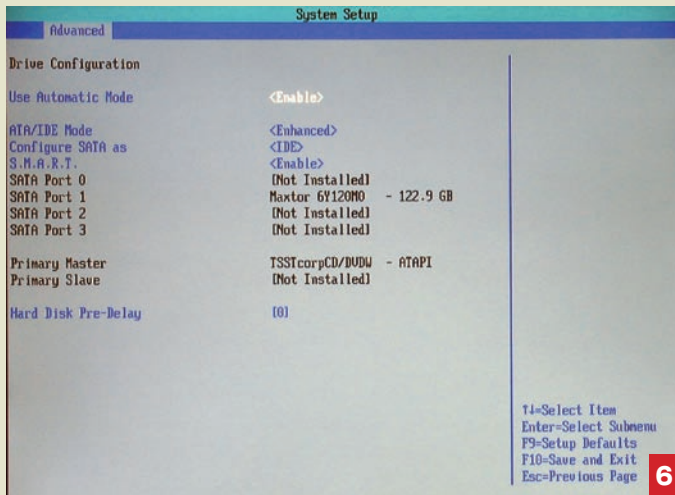 System Setup
Advanced
Drive Configuration
Use Automatic Mode <Enable>
ATA/IDE Mode <Enhanced>
Configure SATA as <IDE>
S.M.A.R.T. <Enable>
SATA Port 0 [Not Installed]
SATA Port 1 Maxtor 6Y120M0 - 122.9 GB
SATA Port 2 [Not Installed]
SATA Port 3 [Not Installed]
Primary Master TSSTcorpCD/DVDW - ATAPI
Primary Slave [Not Installed]
Hard Disk Pre-Delay [0]
↑↓=Select Item
Enter=Select Submenu
F9=Setup Defaults
F10=Save and Exit
Esc=Previous Page
6